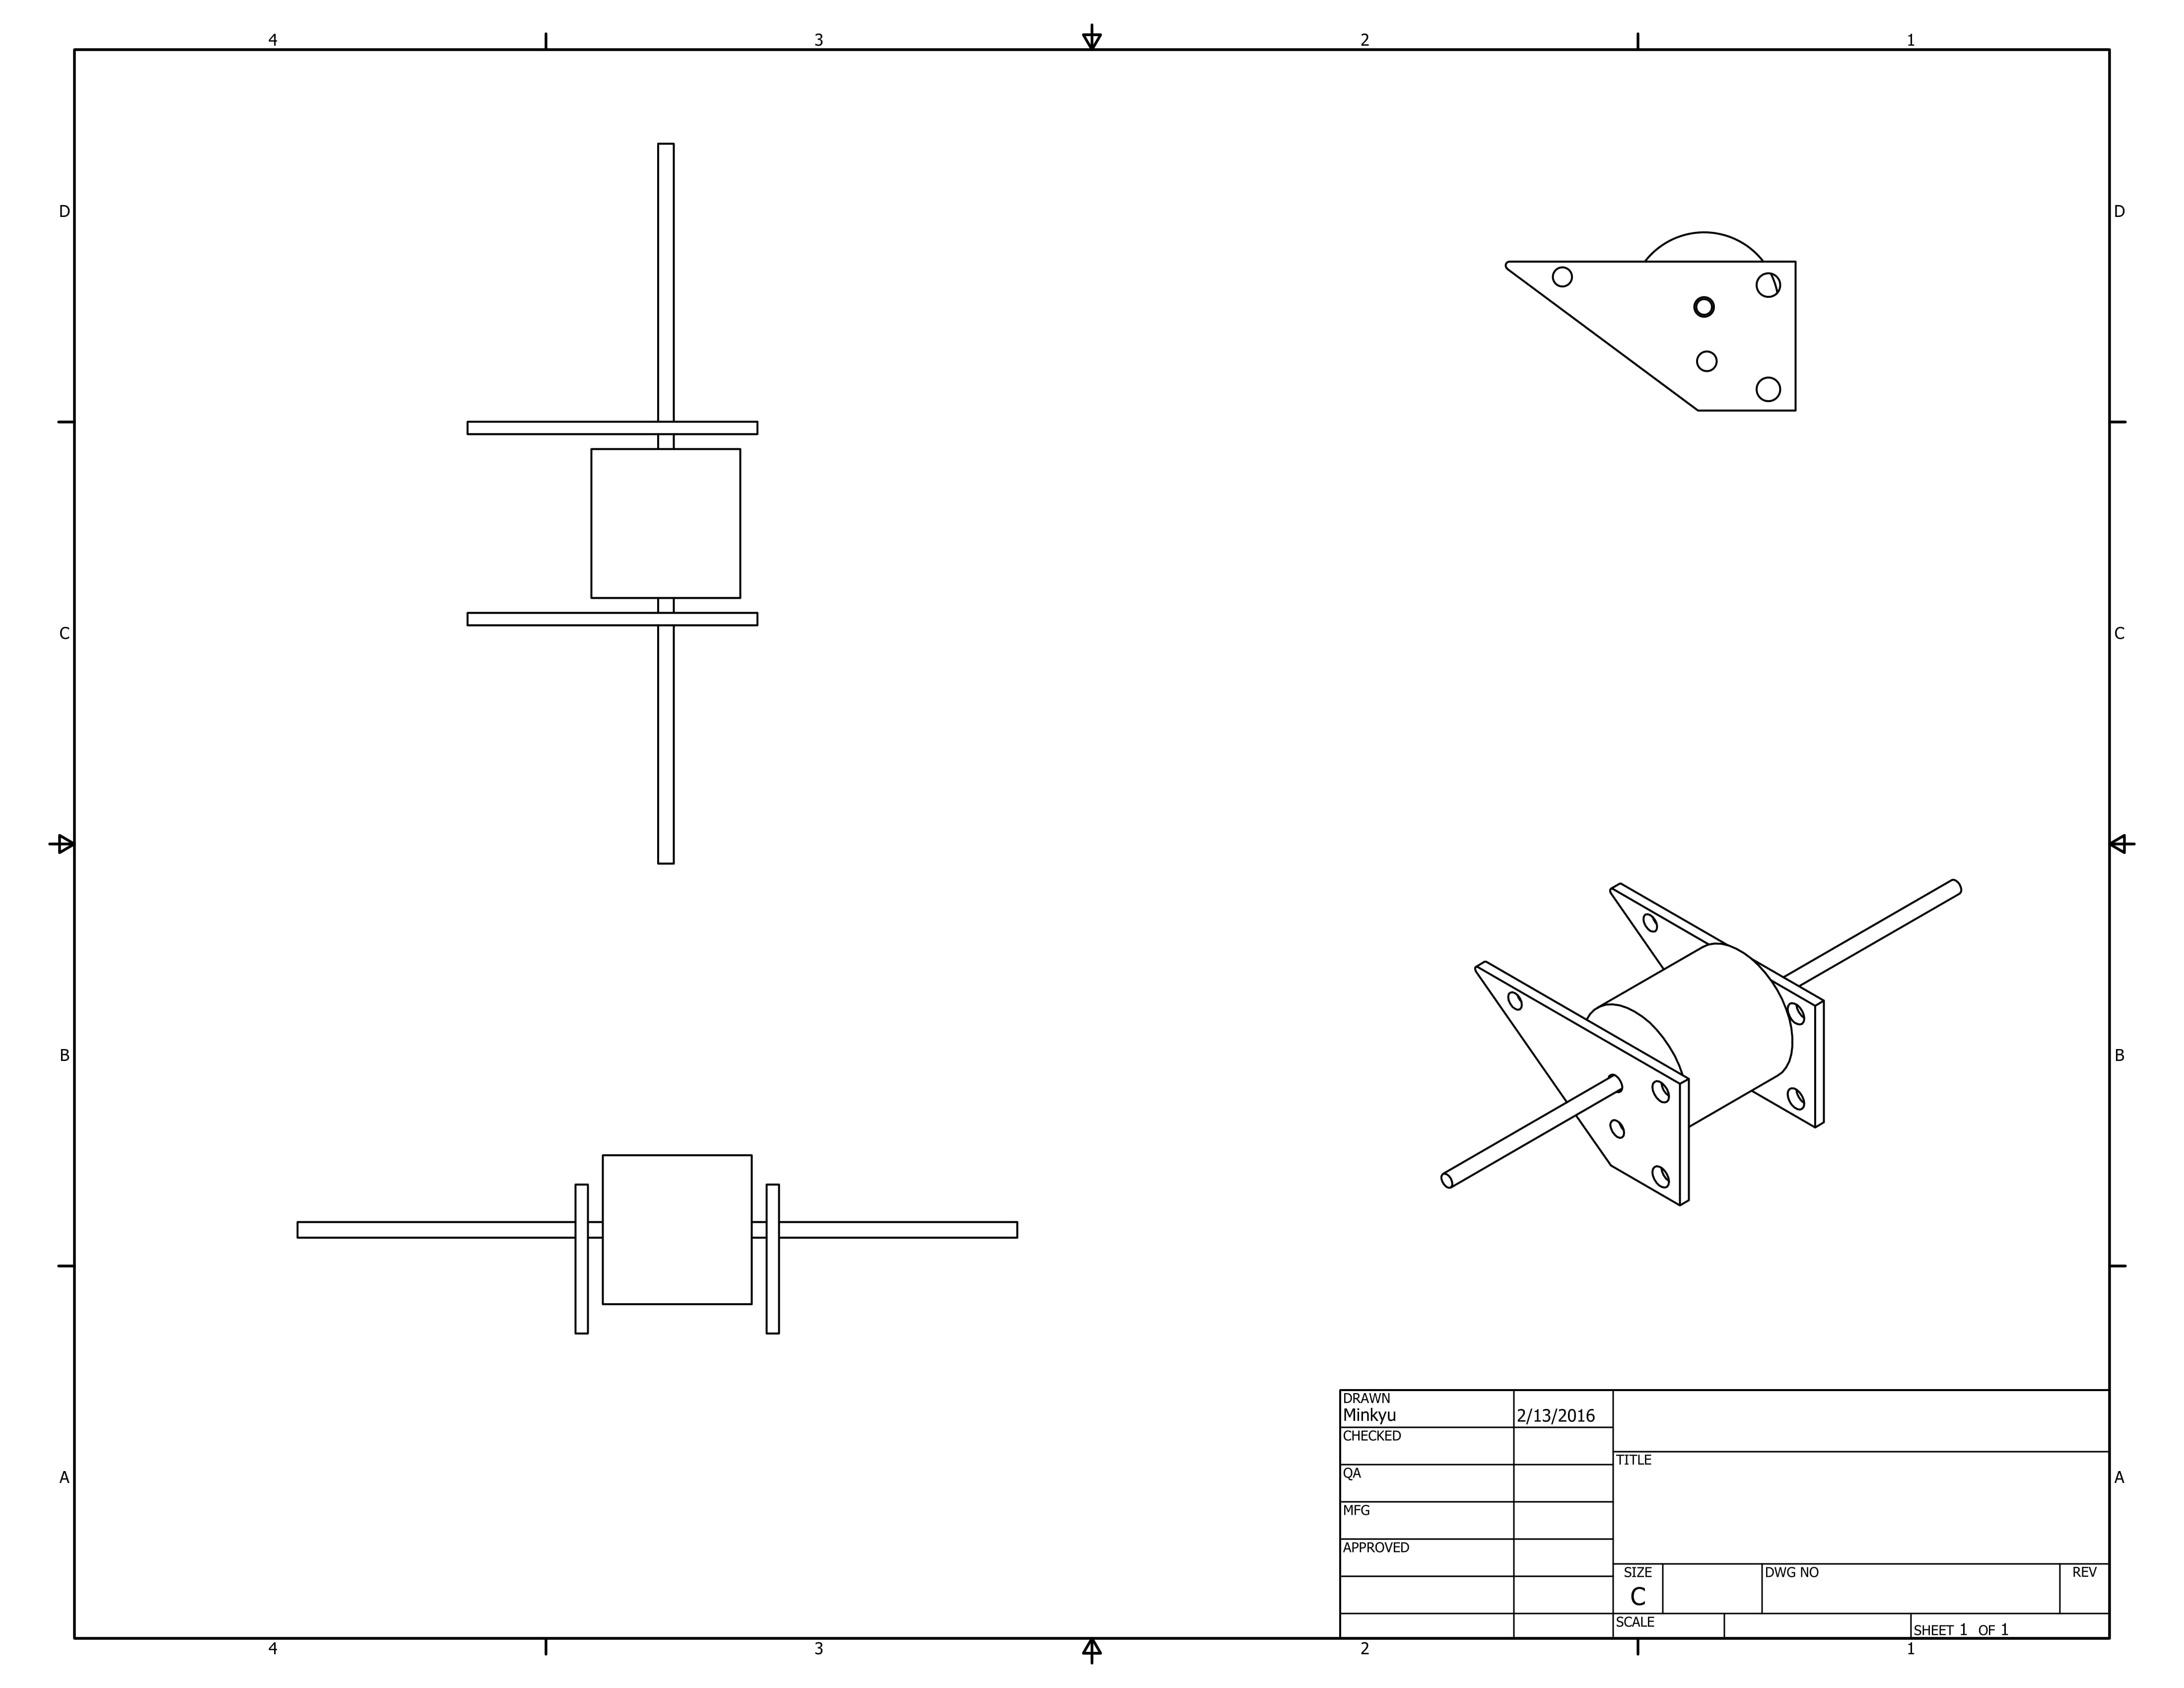 4 3 2 1
D D
C C
B B
A A
DRAWN
Minkyu 2/13/2016
CHECKED
TITLE
QA
MFG
APPROVED
SIZE DWG NO REV
C
SCALE
SHEET 1 OF 1
4 3 2 1